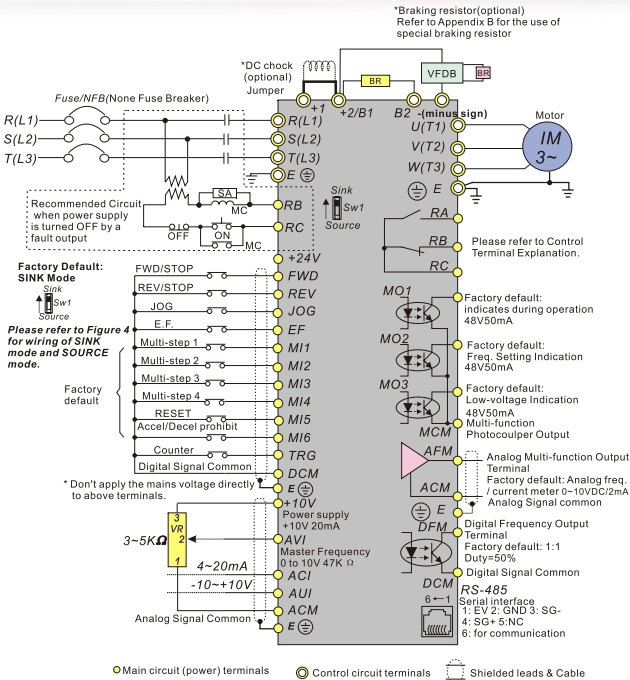 *Braking resistor(optional)
Refer to Appendix B for the use of
special braking resistor
*DC chock
(optional)
Jumper
BR
VFDB
BR
Fuse/NFB(None Fuse Breaker)
+1
+2/B1
B2
-(minus sign)
Motor
R(L1)
R(L1)
U(T1)
IM
3~
S(L2)
S(L2)
V(T2)
T(L3)
T(L3)
W(T3)
E
E
Recommended Circuit
when power supply
is turned OFF by a
fault output
SA
MC
OFF
ON
MC
RB
RC
Sink
Sw1
Source
RA
RB
RC
Please refer to Control
Terminal Explanation.
Factory Default:
SINK Mode
Sink
Sw1
Source
Please refer to Figure 4
for wiring of SINK
mode and SOURCE
mode.
Factory
default
+24V
FWD/STOP
FWD
REV/STOP
REV
JOG
JOG
E.F.
EF
Multi-step 1
MI1
Multi-step 2
MI2
Multi-step 3
MI3
Multi-step 4
MI4
RESET
MI5
Accel/Decel prohibit
MI6
Counter
TRG
Digital Signal Common
DCM
E
* Don't apply the mains voltage directly
to above terminals.
MO1
Factory default:
indicates during operation
48V50mA
MO2
Factory default:
Freq. Setting Indication
48V50mA
MO3
Factory default:
Low-voltage Indication
48V50mA
MCM
Multi-function
Photocoulper Output
AFM
Analog Multi-function Output
Terminal
Factory default: Analog freq.
/ current meter 0~10VDC/2mA
ACM
Analog Signal common
E
DFM
Digital Frequency Output
Terminal
Factory default: 1:1
Duty=50%
DCM
Digital Signal Common
+10V
Power supply
+10V 20mA
3
VR
2
1
3~5KΩ
AVI
Master Frequency
0 to 10V 47K Ω
4~20mA
ACI
-10~+10V
AUI
ACM
Analog Signal Common
E
RS-485
Serial interface
6←1
1: EV 2: GND 3: SG-
4: SG+ 5:NC
6: for communication
Main circuit (power) terminals
Control circuit terminals
Shielded leads & Cable